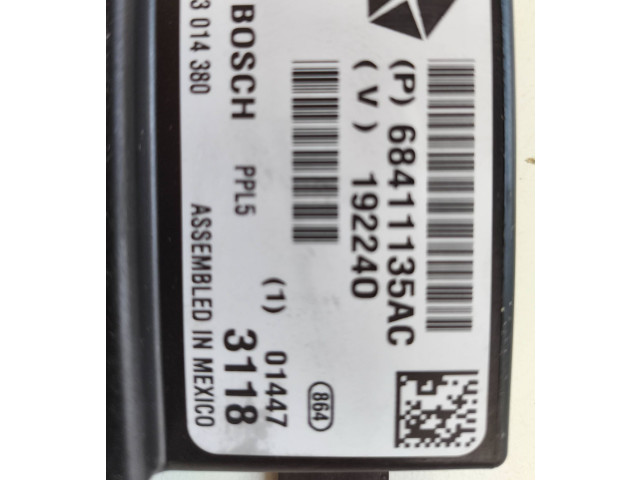 (P) 68411135AC
(V) 192240
864
(1) 01447
BOSCH PPL5 3118
3 014 380 ASSEMBLED IN MEXICO